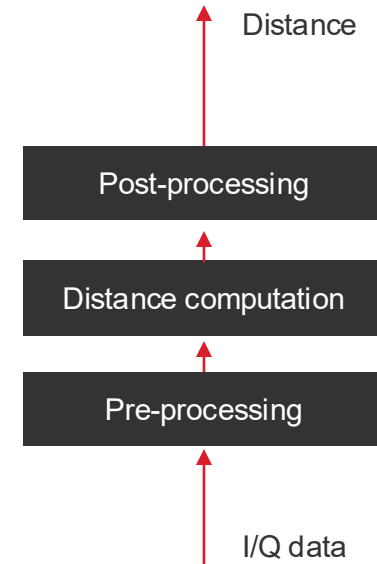 Distance
Post-processing
Distance computation
Pre-processing
I/Q data